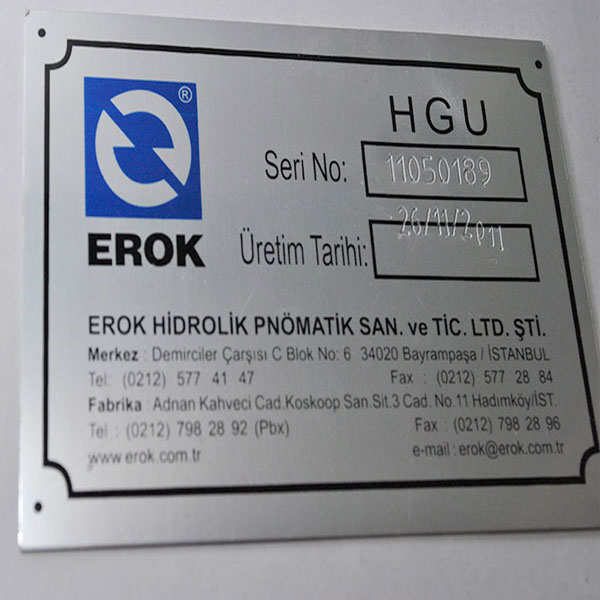 ®
HGU
EROK
Seri No: 11050189
Üretim Tarihi: 26/11/2011
EROK HİDROLİK PNÖMATİK SAN. ve TİC. LTD. ŞTİ.
Merkez : Demirciler Çarşısı C Blok No: 6 34020 Bayrampaşa / İSTANBUL
Tel: (0212) 577 41 47 Fax : (0212) 577 28 84
Fabrika : Adnan Kahveci Cad.Koskoop San.Sit.3 Cad. No.11 Hadımköy/İST.
Tel : (0212) 798 28 92 (Pbx) Fax : (0212) 798 28 96
www.erok.com.tr e-mail : erok@erok.com.tr